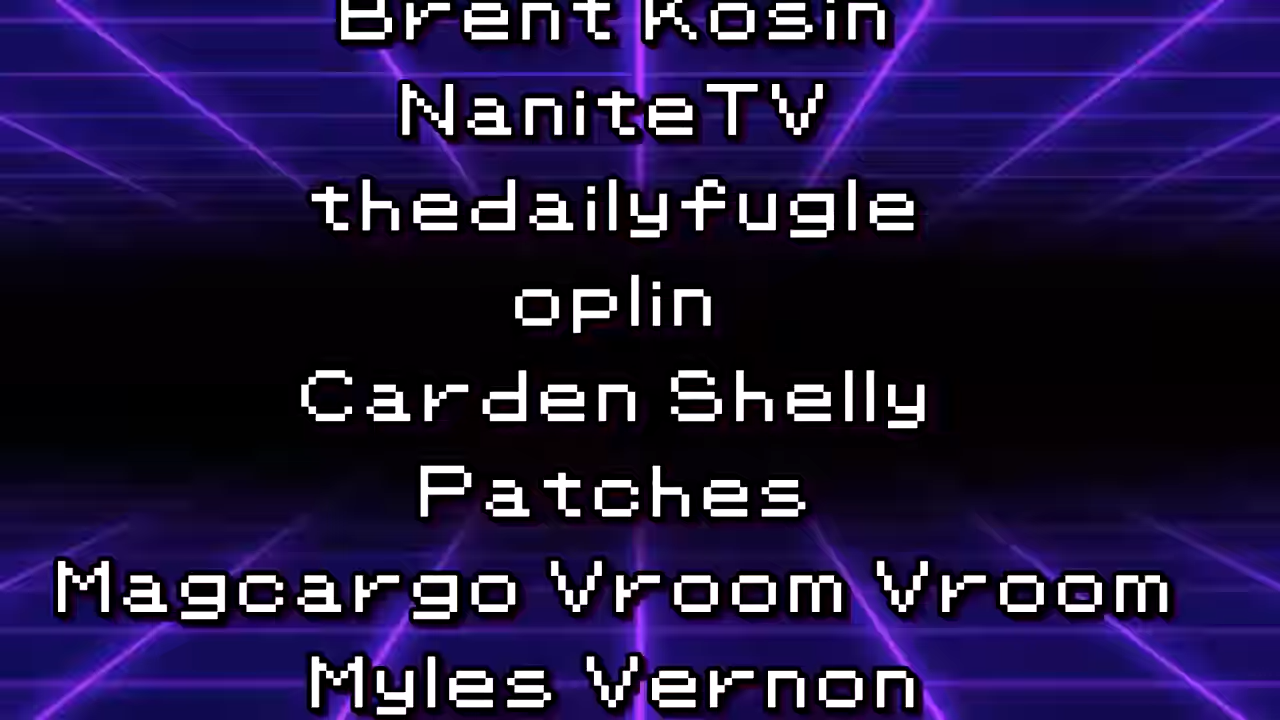 Brent Kosin
NaniteTV
thedailyfugle
oplin
Carden Shelly
Patches
Magcargo Vroom Vroom
Myles Vernon